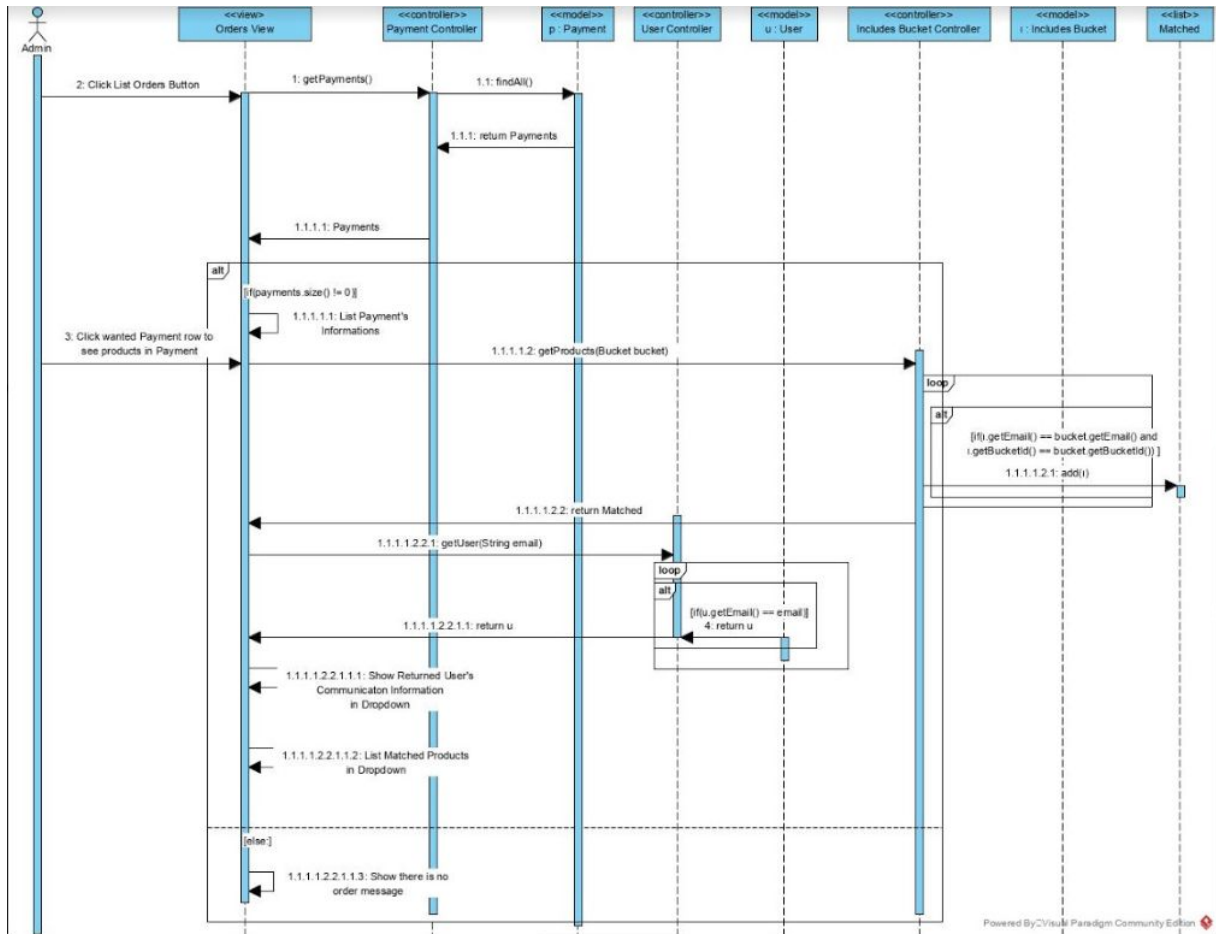 <<view>>
Orders View
<<controller>>
Payment Controller
<<model>>
p : Payment
<<controller>>
User Controller
<<model>>
u : User
<<controller>>
Includes Bucket Controller
<<model>>
ı : Includes Bucket
<<list>>
Matched
Admin
2: Click List Orders Button
1: getPayments()
1.1: findAll()
1.1.1: return Payments
1.1.1.1: Payments
alt
[if(payments.size() != 0)]
1.1.1.1.1: List Payment's
Informations
3: Click wanted Payment row to
see products in Payment
1.1.1.1.2: getProducts(Bucket bucket)
loop
alt
[if(ı.getEmail() == bucket.getEmail() and
ı.getBucketId() == bucket.getBucketId()) ]
1.1.1.1.2.1: add(ı)
1.1.1.1.2.2: return Matched
1.1.1.1.2.2.1: getUser(String email)
loop
alt
[if(u.getEmail() == email)]
4: return u
1.1.1.1.2.2.1.1: return u
1.1.1.1.2.2.1.1.1: Show Returned User's
Communicaton Information
in Dropdown
1.1.1.1.2.2.1.1.2: List Matched Products
in Dropdown
[else:]
1.1.1.1.2.2.1.1.3: Show there is no
order message
Powered By Visual Paradigm Community Edition